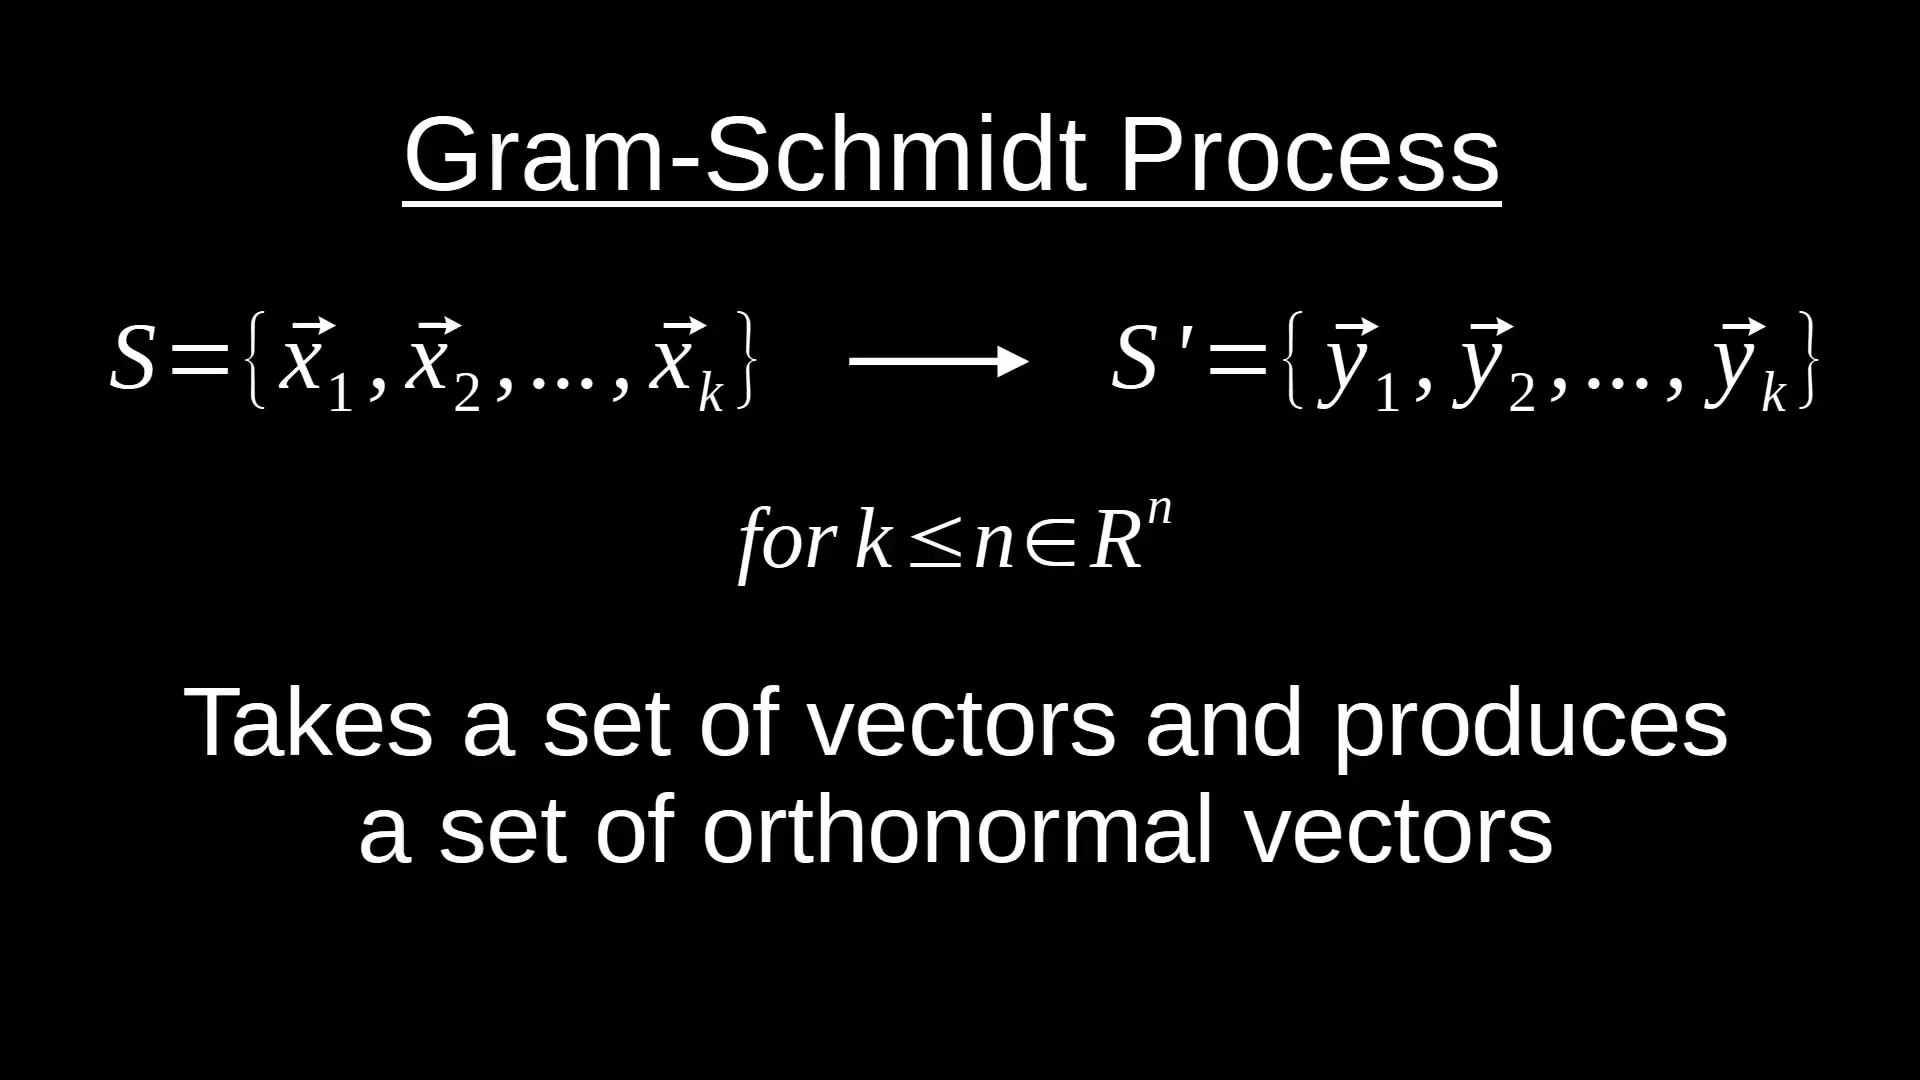 Gram-Schmidt Process
S={x⃗₁, x⃗₂,..., x⃗ₖ} ⟶ S'={y⃗₁, y⃗₂,..., y⃗ₖ}
for k≤n∈Rⁿ
Takes a set of vectors and produces
a set of orthonormal vectors